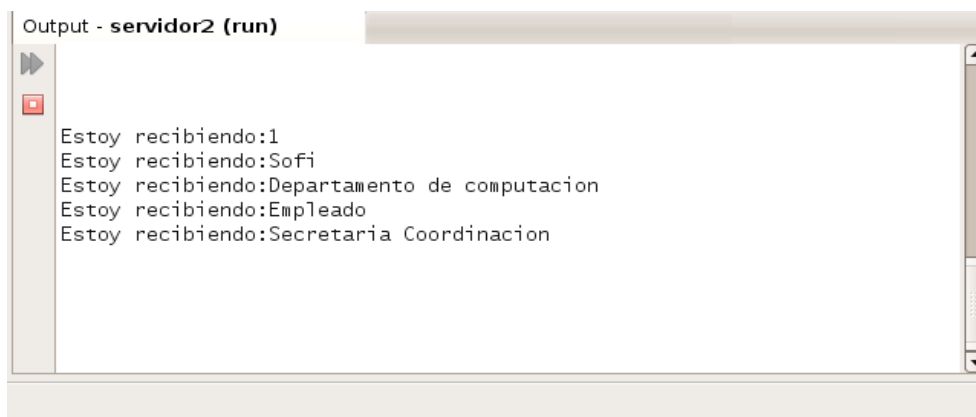 Output - servidor2 (run)
Estoy recibiendo:1
Estoy recibiendo:Sofi
Estoy recibiendo:Departamento de computacion
Estoy recibiendo:Empleado
Estoy recibiendo:Secretaria Coordinacion